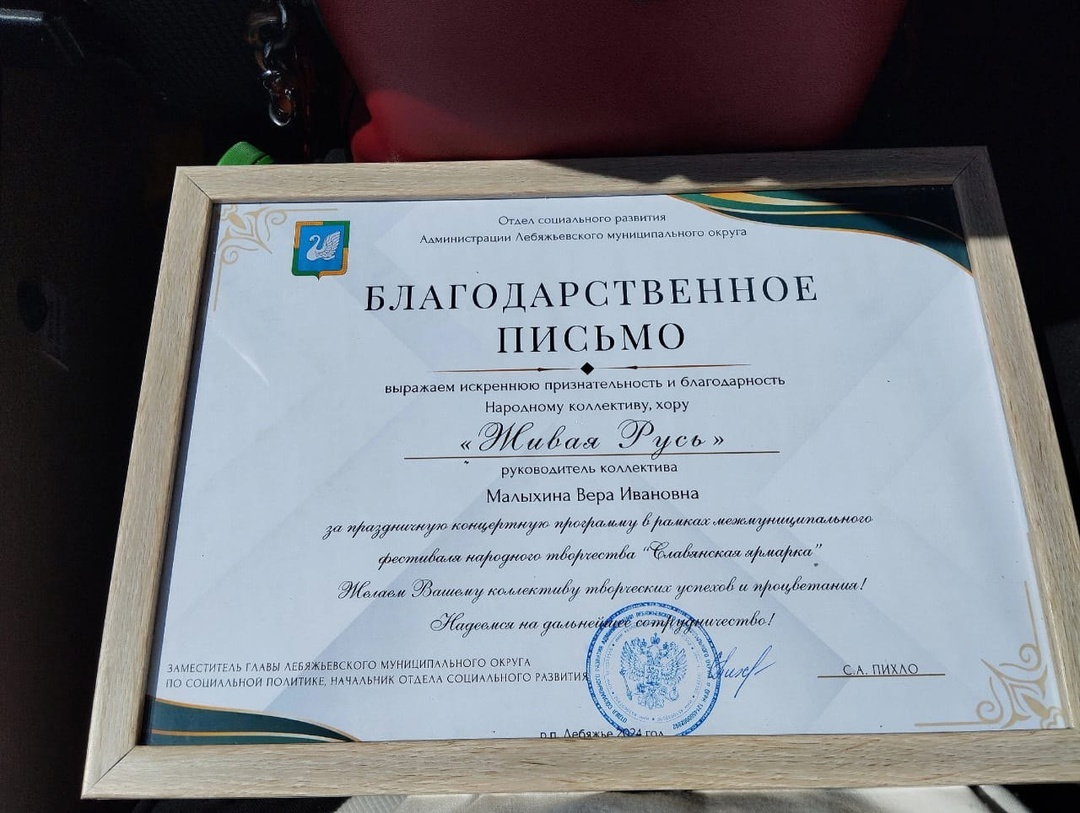 Отдел социального развития
Администрации Лебяжьевского муниципального округа
БЛАГОДАРСТВЕННОЕ
ПИСЬМО
выражаем искреннюю признательность и благодарность
Народному коллективу, хору
«Живая Русь»
руководитель коллектива
Малыхина Вера Ивановна
за праздничную концертную программу в рамках межмуниципального
фестиваля народного творчества "Славянская ярмарка"
Желаем Вашему коллективу творческих успехов и процветания!
Надеемся на дальнейшее сотрудничество!
ЗАМЕСТИТЕЛЬ ГЛАВЫ ЛЕБЯЖЬЕВСКОГО МУНИЦИПАЛЬНОГО ОКРУГА
ПО СОЦИАЛЬНОЙ ПОЛИТИКЕ, НАЧАЛЬНИК ОТДЕЛА СОЦИАЛЬНОГО РАЗВИТИЯ
С.А. ПИХЛО
р.п. Лебяжье 2024 год